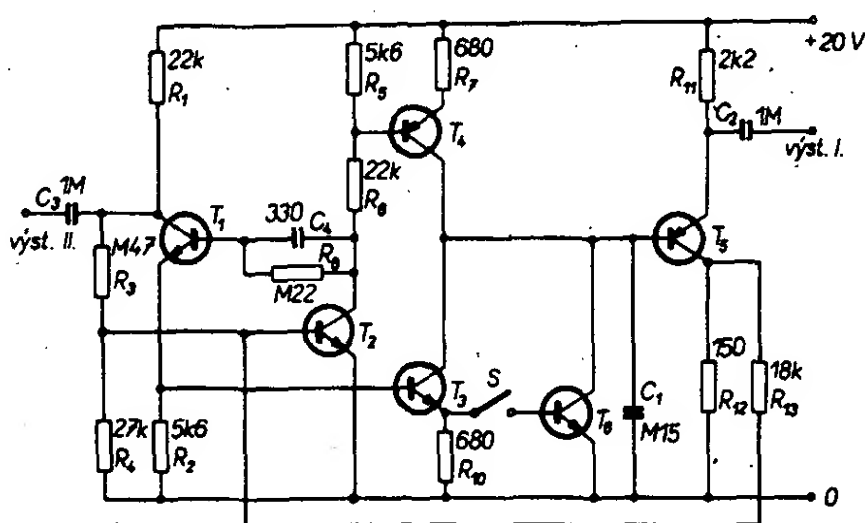 22k
R1
5k6
R5
680
R7
2k2
R11
+20 V
C2 1M
výst. I.
T4
22k
R6
C3 1M
výst. II.
T1
330
C4
R8
M22
T5
M47
R3
T2
T3
S
T6
C1
M15
150
R12
18k
R13
27k
R4
5k6
R2
680
R10
0